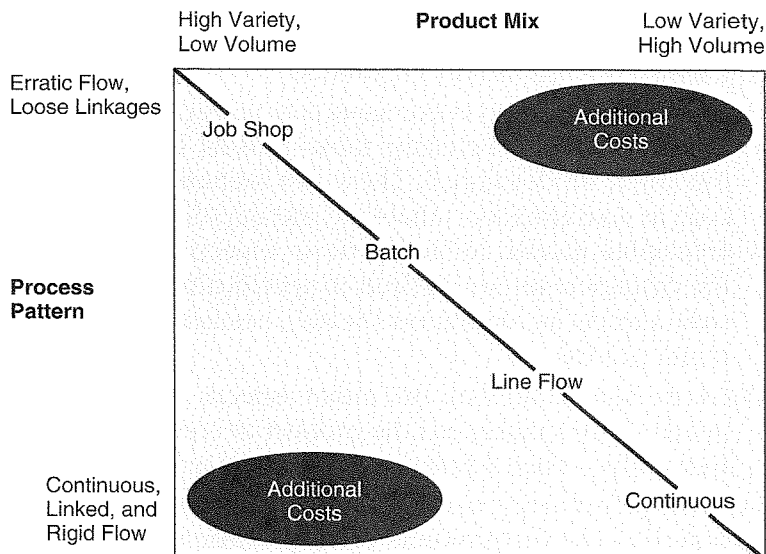 High Variety,
Low Volume
Product Mix
Low Variety,
High Volume
Erratic Flow,
Loose Linkages
Job Shop
Additional
Costs
Batch
Process
Pattern
Line Flow
Continuous,
Linked, and
Rigid Flow
Additional
Costs
Continuous